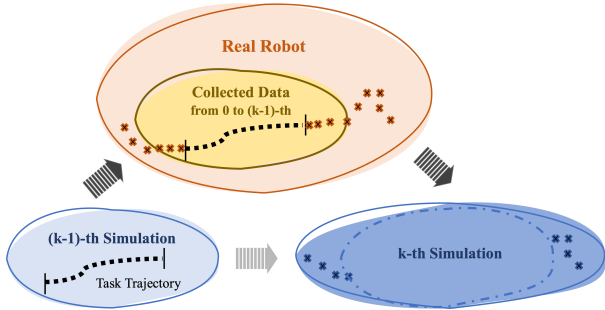 Real Robot
Collected Data
from 0 to (k-1)-th
(k-1)-th Simulation
Task Trajectory
k-th Simulation